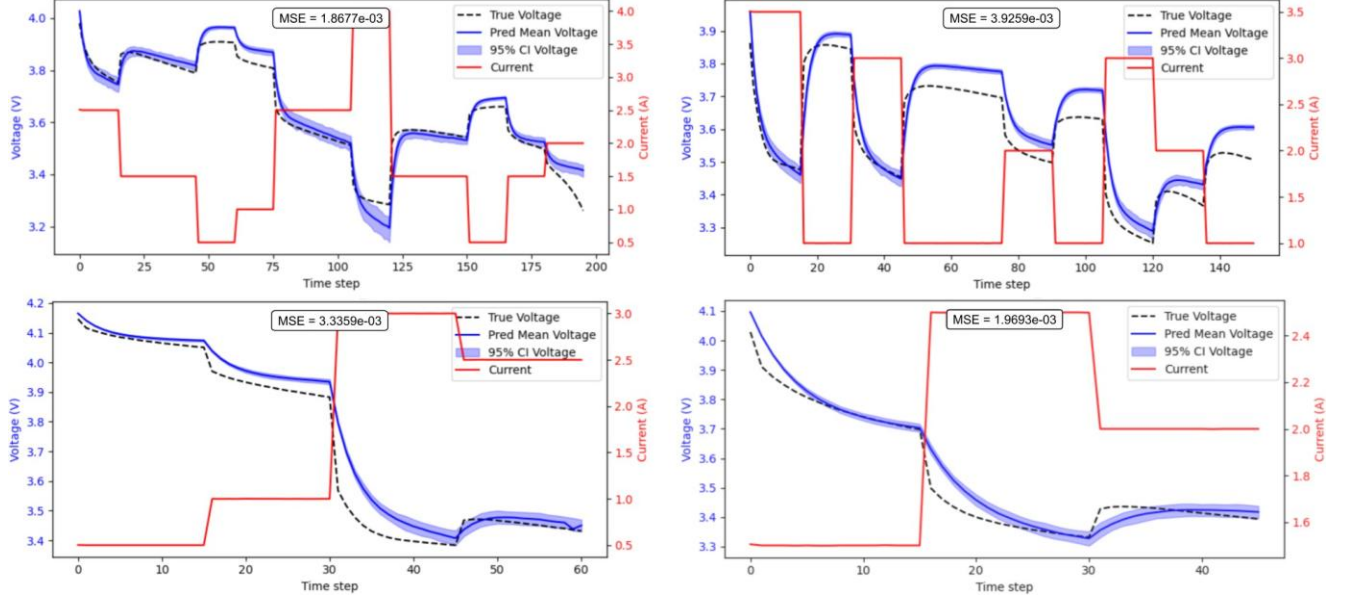 MSE = 1.8677e-03
True Voltage
Pred Mean Voltage
95% CI Voltage
Current
4.0
3.8
3.6
3.4
3.2
Voltage (V)
4.0
3.5
3.0
2.5
2.0
1.5
1.0
0.5
Current (A)
0 25 50 75 100 125 150 175 200
Time step
MSE = 3.9259e-03
True Voltage
Pred Mean Voltage
95% CI Voltage
Current
3.9
3.8
3.7
3.6
3.5
3.4
3.3
Voltage (V)
3.5
3.0
2.5
2.0
1.5
1.0
Current (A)
0 20 40 60 80 100 120 140
Time step
MSE = 3.3359e-03
True Voltage
Pred Mean Voltage
95% CI Voltage
Current
4.2
4.1
4.0
3.9
3.8
3.7
3.6
3.5
3.4
Voltage (V)
3.0
2.5
2.0
1.5
1.0
0.5
Current (A)
0 10 20 30 40 50 60
Time step
MSE = 1.9693e-03
True Voltage
Pred Mean Voltage
95% CI Voltage
Current
4.1
4.0
3.9
3.8
3.7
3.6
3.5
3.4
3.3
Voltage (V)
2.4
2.2
2.0
1.8
1.6
Current (A)
0 10 20 30 40
Time step